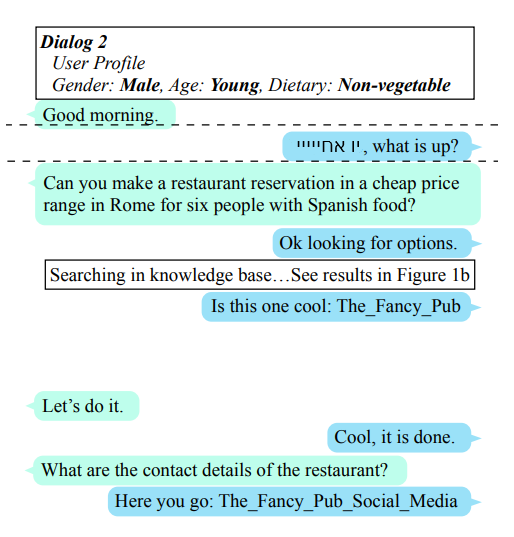 Dialog 2
User Profile
Gender: Male, Age: Young, Dietary: Non-vegetable
Good morning.
יו אחייייי, what is up?
Can you make a restaurant reservation in a cheap price
range in Rome for six people with Spanish food?
Ok looking for options.
Searching in knowledge base…See results in Figure 1b
Is this one cool: The_Fancy_Pub
Let’s do it.
Cool, it is done.
What are the contact details of the restaurant?
Here you go: The_Fancy_Pub_Social_Media